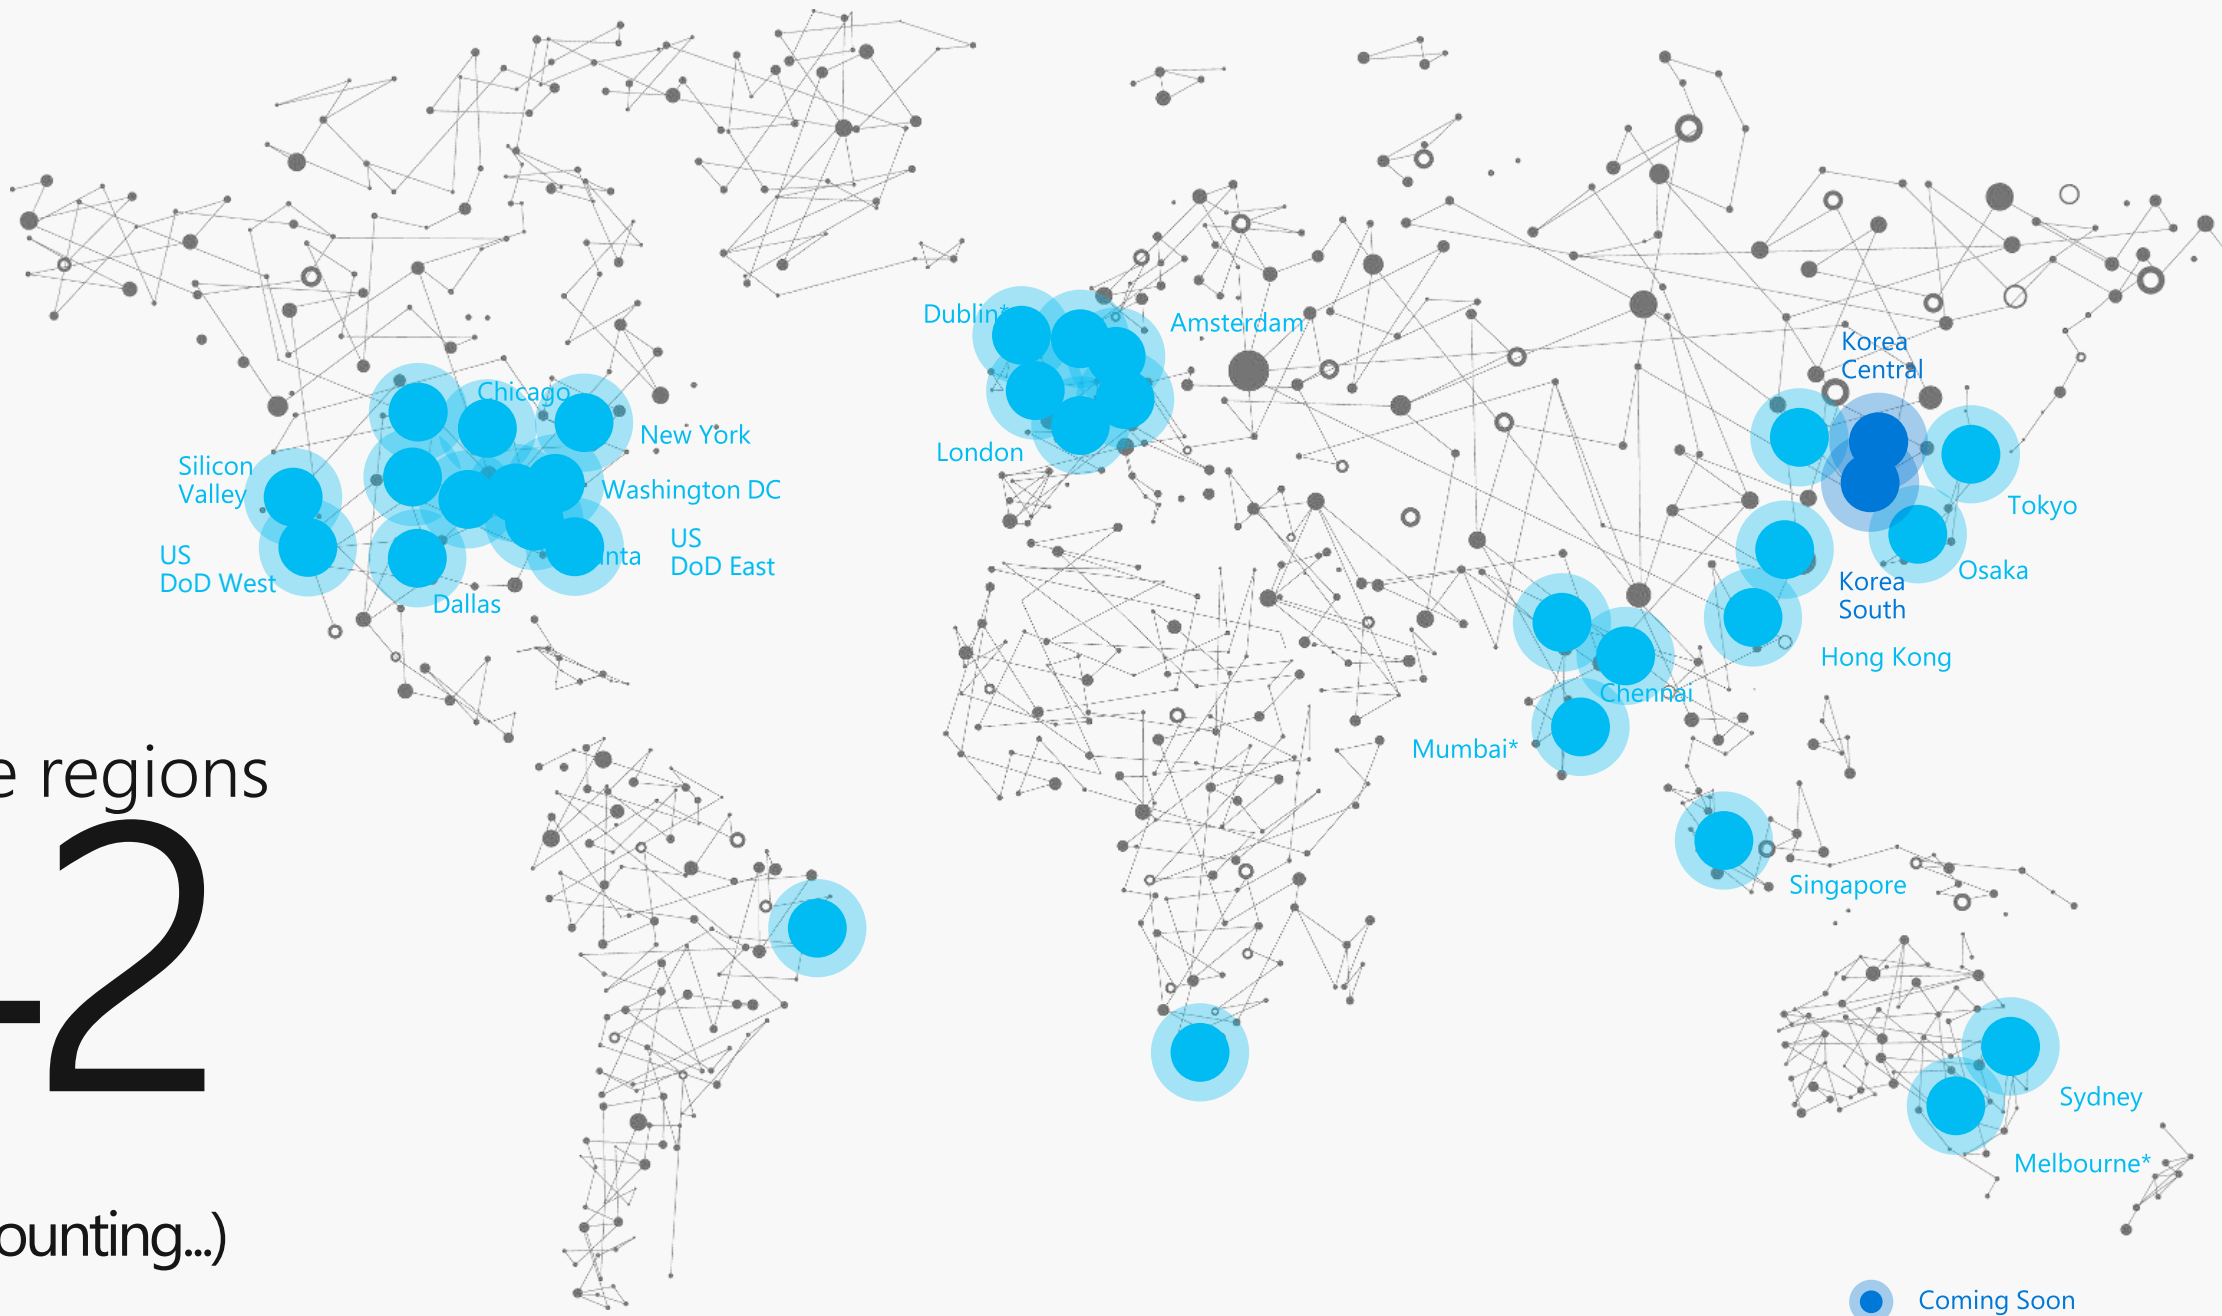 Dublin*
Amsterdam
Korea
Central
Chicago
New York
London
Silicon
Valley
Washington DC
Tokyo
US
DoD East
US
DoD West
Osaka
Korea
South
Dallas
Hong Kong
Chennai
Mumbai*
regions
2
Singapore
Sydney
Melbourne*
ounting...)
Coming Soon